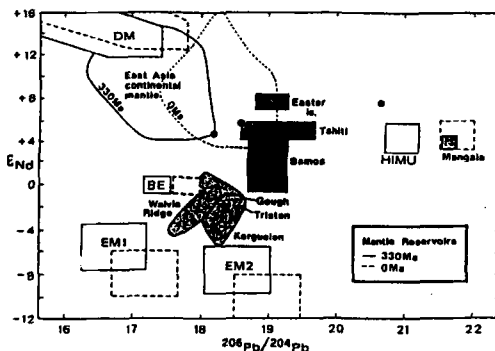 +16
+12
+8
+4
εNd
0
-4
-8
-12
DM
East Asia
continental
mantle
330Ma
0Ma
Easter
is.
Tahiti
Samoa
HIMU
Mangaia
BE
Walvis
Ridge
Gough
Tristan
Kerguelen
EM1
EM2
Mantle Reservoirs
330Ma
0Ma
16
17
18
19
20
21
22
206Pb/204Pb